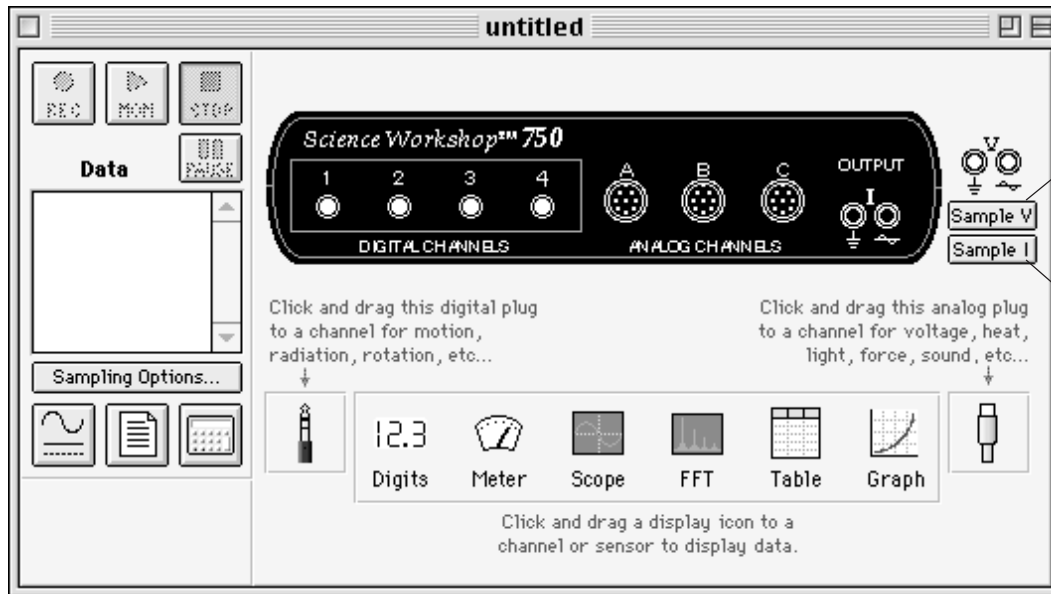 untitled
REC MON STOP
PAUSE
Data
Sampling Options...
Science Workshop™ 750
1 2 3 4
DIGITAL CHANNELS
A B C
ANALOG CHANNELS
OUTPUT
I
V
Sample V
Sample I
Click and drag this digital plug
to a channel for motion,
radiation, rotation, etc...
Click and drag this analog plug
to a channel for voltage, heat,
light, force, sound, etc...
12.3
Digits Meter Scope FFT Table Graph
Click and drag a display icon to a
channel or sensor to display data.